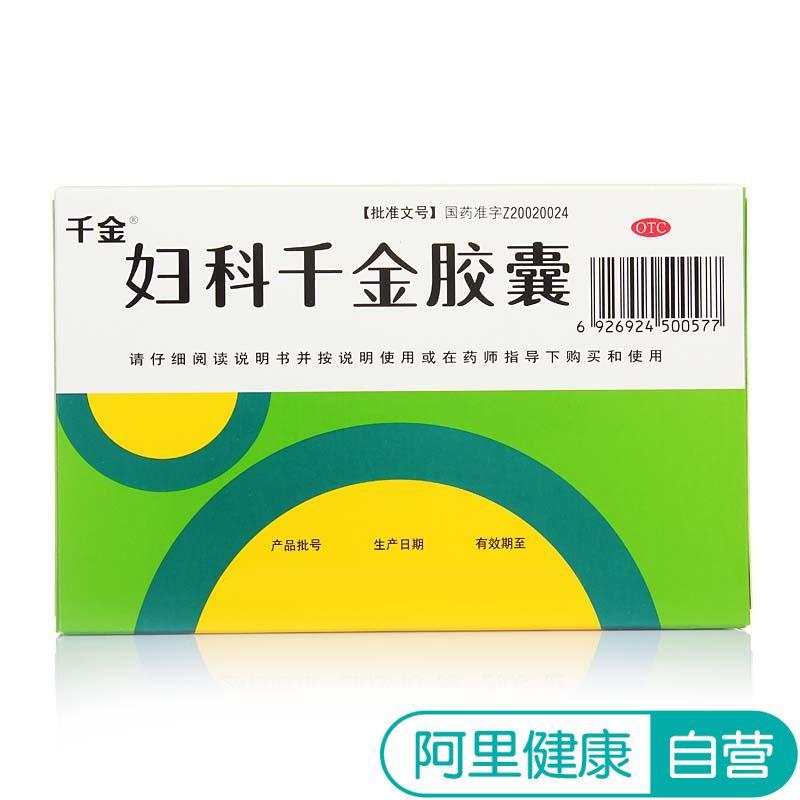 【批准文号】国药准字Z20020024
千金®
OTC
妇科千金胶囊
6 926924 500577
请仔细阅读说明书并按说明使用或在药师指导下购买和使用
产品批号 生产日期 有效期至
阿里健康 自营